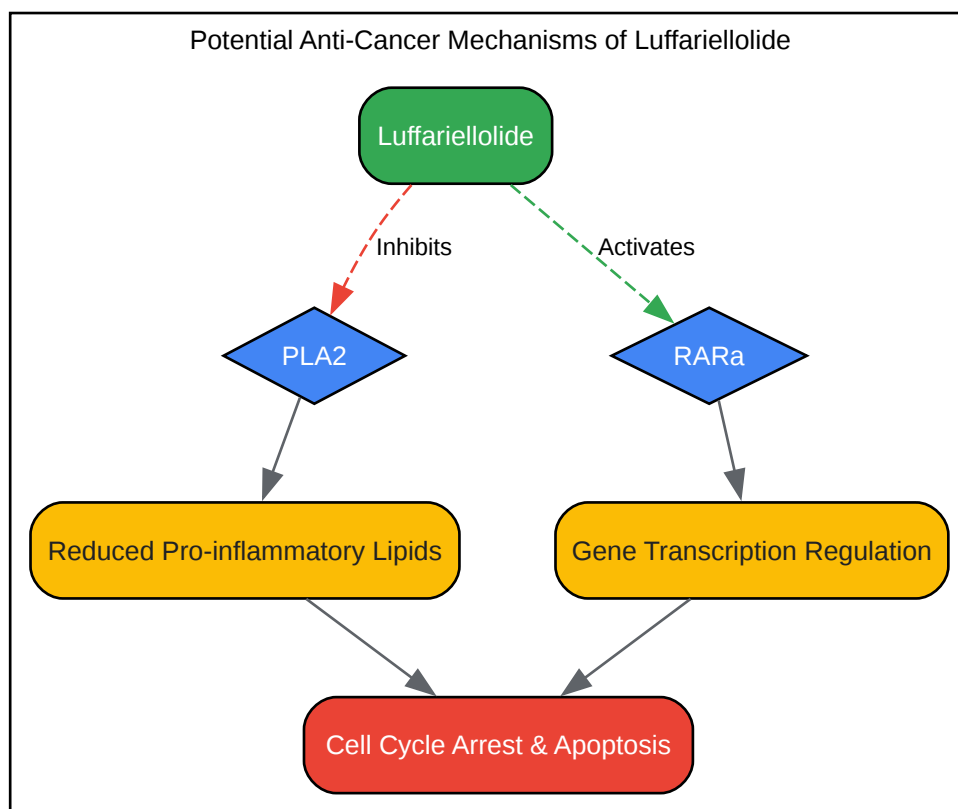 Potential Anti-Cancer Mechanisms of Luffariellolide
Luffariellolide
Inhibits
Activates
PLA2
RARa
Reduced Pro-inflammatory Lipids
Gene Transcription Regulation
Cell Cycle Arrest & Apoptosis